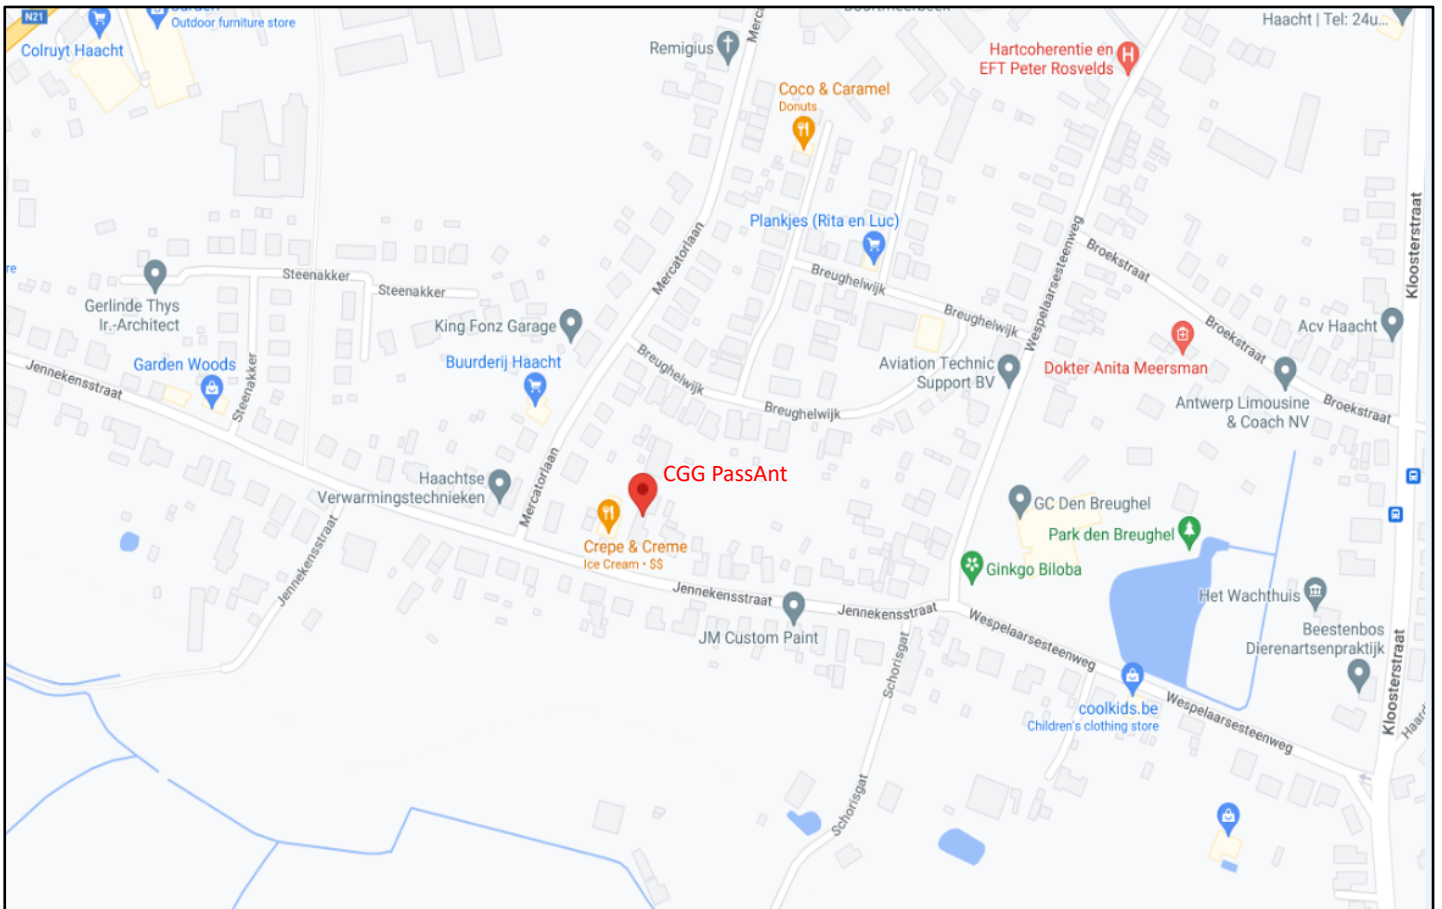 N21
Outdoor furniture store
Colruyt Haacht
Remigius
Haacht | Tel: 24u...
Hartcoherentie en
EFT Peter Rosvelds
Coco & Caramel
Donuts
Plankjes (Rita en Luc)
Mercatorlaan
Breughelwijk
Breughelwijk
Wespelaarsesteenweg
Broekstraat
Kloosterstraat
re
Steenakker
Steenakker
Gerlinde Thys
Ir.-Architect
King Fonz Garage
Buurderij Haacht
Garden Woods
Jennekensstraat
Steenakker
Breughelwijk
Breughelwijk
Aviation Technic
Support BV
Broekstraat
Acv Haacht
Dokter Anita Meersman
Antwerp Limousine
& Coach NV
Broekstraat
Haachtse
Verwarmingstechnieken
Mercatorlaan
CGG PassAnt
Crepe & Creme
Ice Cream • $$
GC Den Breughel
Park den Breughel
Ginkgo Biloba
Jennekensstraat
Jennekensstraat
Jennekensstraat
JM Custom Paint
Schorisgat
Wespelaarsesteenweg
Het Wachthuis
Beestenbos
Dierenartsenpraktijk
coolkids.be
Children's clothing store
Wespelaarsesteenweg
Kloosterstraat
Schorisgat